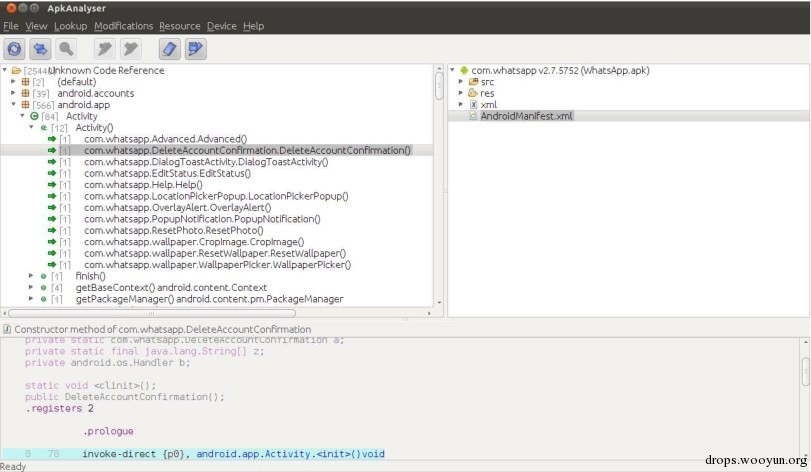 ApkAnalyser
File View Lookup Modifications Resource Device Help
[25440] Unknown Code Reference
[2] (default)
[39] android.accounts
[566] android.app
[84] Activity
[12] Activity()
[1] com.whatsapp.Advanced.Advanced()
[1] com.whatsapp.DeleteAccountConfirmation.DeleteAccountConfirmation()
[1] com.whatsapp.DialogToastActivity.DialogToastActivity()
[1] com.whatsapp.EditStatus.EditStatus()
[1] com.whatsapp.Help.Help()
[1] com.whatsapp.LocationPickerPopup.LocationPickerPopup()
[1] com.whatsapp.OverlayAlert.OverlayAlert()
[1] com.whatsapp.PopupNotification.PopupNotification()
[1] com.whatsapp.ResetPhoto.ResetPhoto()
[1] com.whatsapp.wallpaper.CropImage.CropImage()
[1] com.whatsapp.wallpaper.ResetWallpaper.ResetWallpaper()
[1] com.whatsapp.wallpaper.WallpaperPicker.WallpaperPicker()
[1] finish()
[4] getBaseContext() android.content.Context
[1] getPackageManager() android.content.pm.PackageManager
com.whatsapp v2.7.5752 (WhatsApp.apk)
src
res
xml
AndroidManifest.xml
Constructor method of com.whatsapp.DeleteAccountConfirmation
private static com.whatsapp.DeleteAccountConfirmation a;
private static final java.lang.String[] z;
private android.os.Handler b;
static void <clinit>();
public DeleteAccountConfirmation();
.registers 2
.prologue
0 70 invoke-direct {p0}, android.app.Activity.<init>()void
Ready
drops.wooyun.org